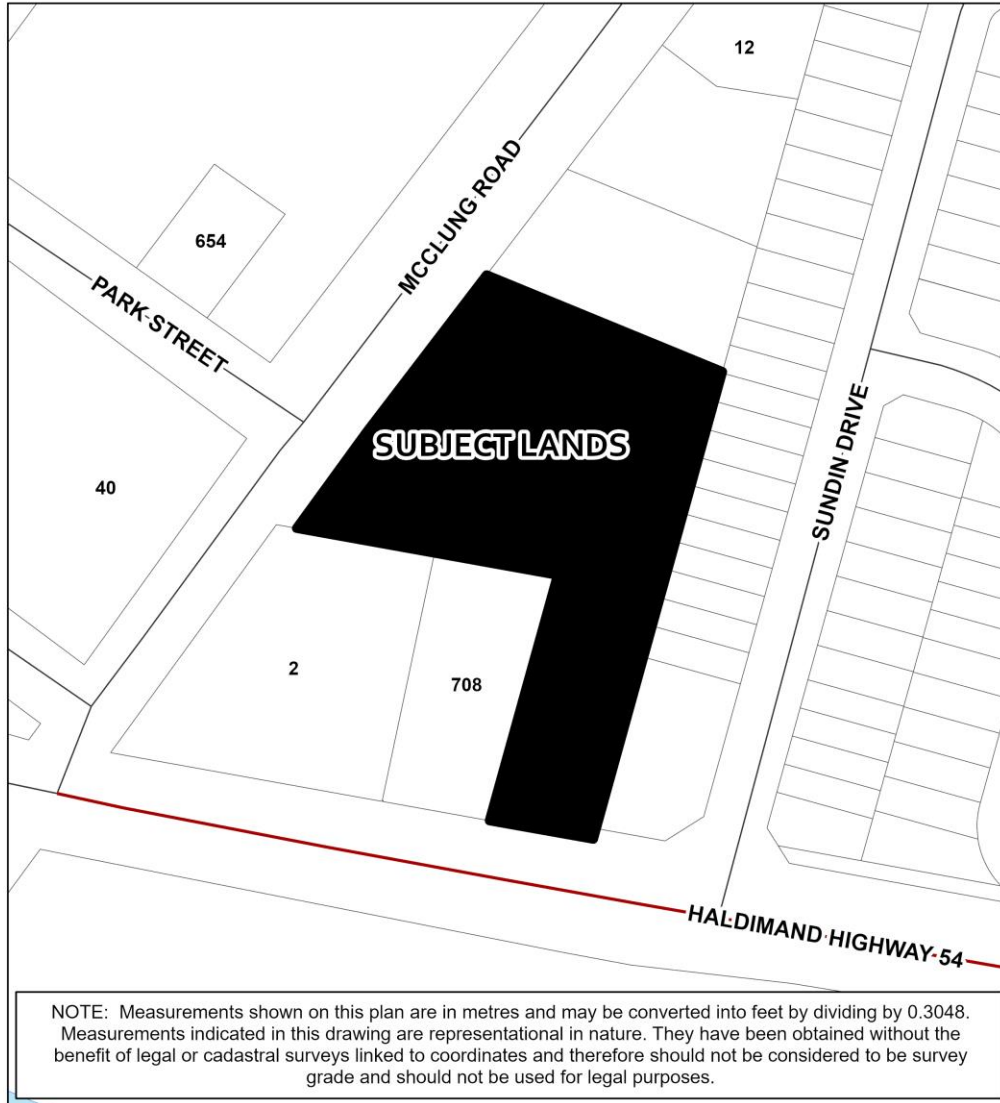 12
MCCLUNG ROAD
654
PARK STREET
SUBJECT LANDS
SUNDIN DRIVE
40
2
708
HALDIMAND HIGHWAY 54
NOTE: Measurements shown on this plan are in metres and may be converted into feet by dividing by 0.3048.
Measurements indicated in this drawing are representational in nature. They have been obtained without the
benefit of legal or cadastral surveys linked to coordinates and therefore should not be considered to be survey
grade and should not be used for legal purposes.